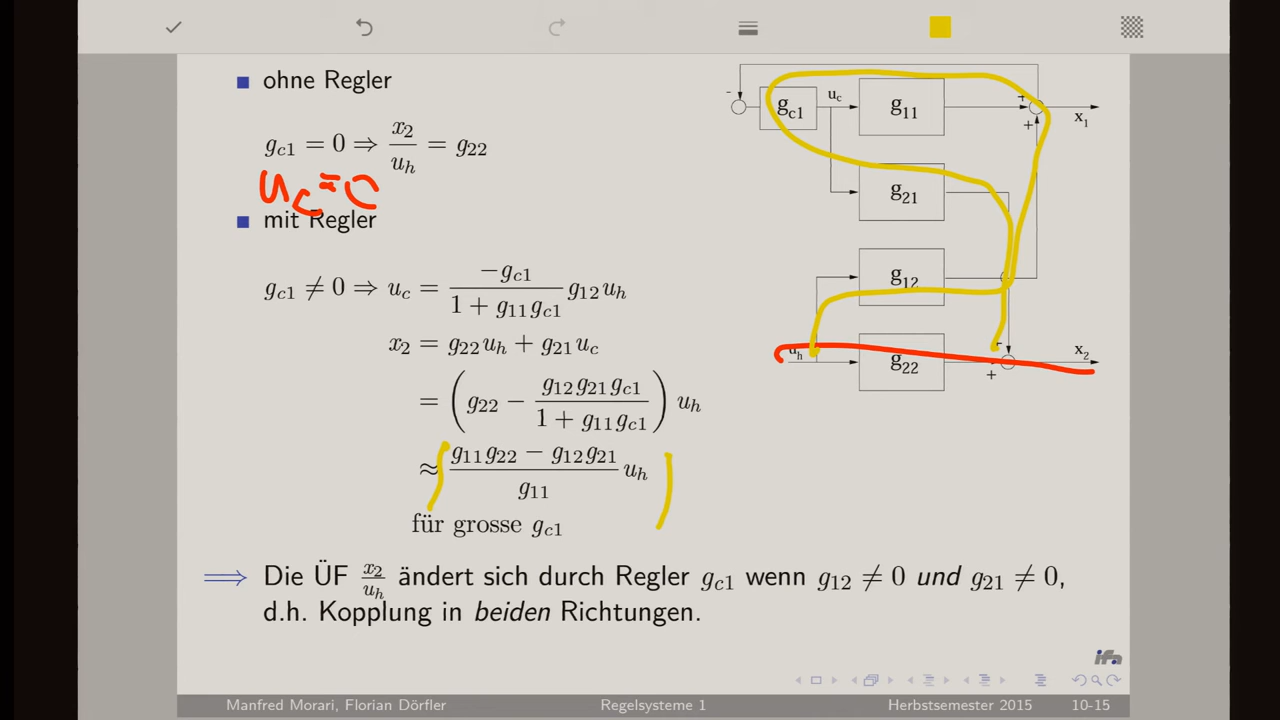 ohne Regler
g_{c1} = 0 ⇒ x_2/u_h = g_{22}
u_c = 0
mit Regler
g_{c1} ≠ 0 ⇒ u_c = -g_{c1}/(1 + g_{11}g_{c1}) g_{12}u_h
x_2 = g_{22}u_h + g_{21}u_c
= (g_{22} − g_{12}g_{21}g_{c1}/(1 + g_{11}g_{c1})) u_h
≈ (g_{11}g_{22} − g_{12}g_{21})/g_{11} u_h
für grosse g_{c1}
⟹ Die ÜF x_2/u_h ändert sich durch Regler g_{c1} wenn g_{12} ≠ 0 und g_{21} ≠ 0,
d.h. Kopplung in beiden Richtungen.
- g_{c1} u_c g_{11} + + x_1
g_{21}
g_{12}
u_h g_{22} + x_2
ifa
Manfred Morari, Florian Dörfler Regelsysteme 1 Herbstsemester 2015 10-15